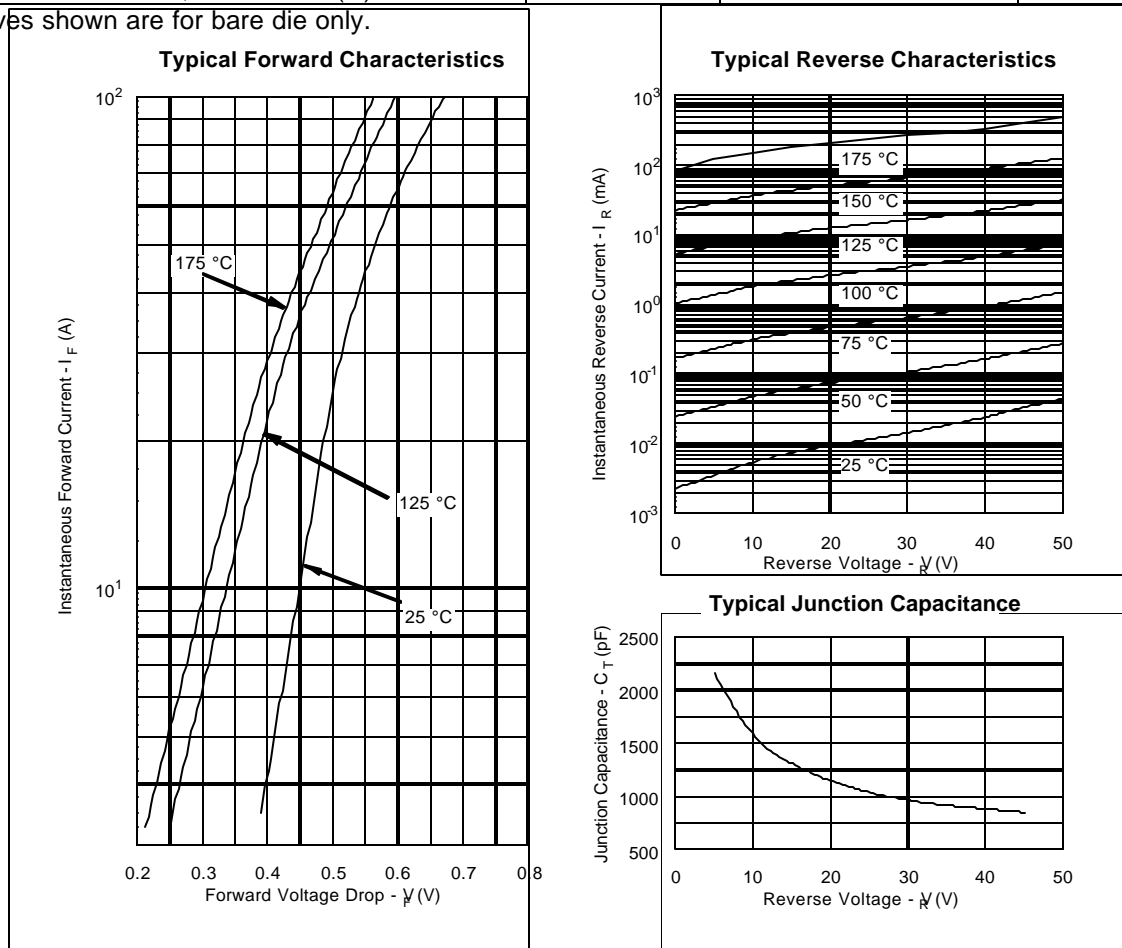 ves shown are for bare die only.
Typical Forward Characteristics
10²
10¹
Instantaneous Forward Current - I F (A)
175 °C
125 °C
25 °C
0.2 0.3 0.4 0.5 0.6 0.7 0.8
Forward Voltage Drop - V F (V)
Typical Reverse Characteristics
10³
10²
10¹
10⁰
10⁻¹
10⁻²
10⁻³
Instantaneous Reverse Current - I R (mA)
175 °C
150 °C
125 °C
100 °C
75 °C
50 °C
25 °C
0 10 20 30 40 50
Reverse Voltage - V R (V)
Typical Junction Capacitance
2500
2000
1500
1000
500
Junction Capacitance - C T (pF)
0 10 20 30 40 50
Reverse Voltage - V R (V)